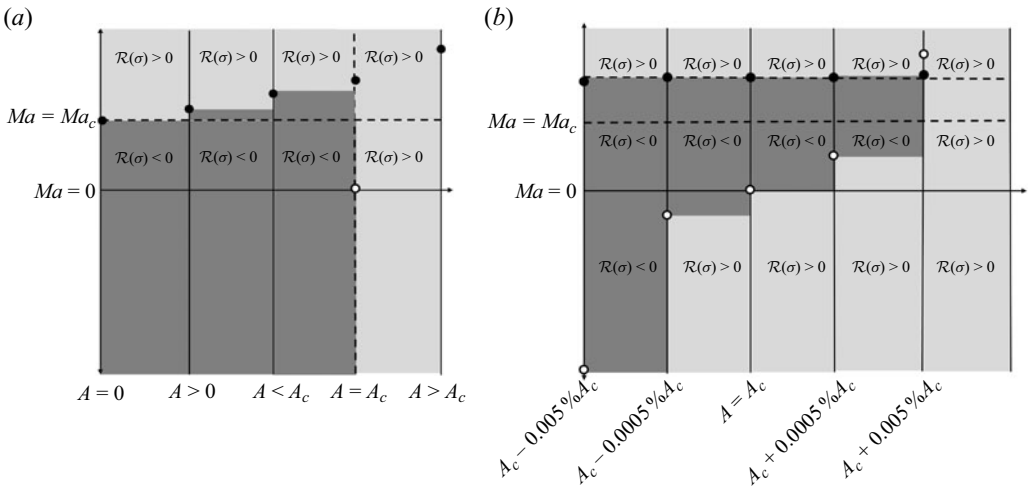 (a)
ℛ(σ) > 0 ℛ(σ) > 0 ℛ(σ) > 0 ℛ(σ) > 0
Ma = Ma_c
ℛ(σ) < 0 ℛ(σ) < 0 ℛ(σ) < 0 ℛ(σ) > 0
Ma = 0
A = 0 A > 0 A < A_c A = A_c A > A_c
(b)
ℛ(σ) > 0 ℛ(σ) > 0 ℛ(σ) > 0 ℛ(σ) > 0 ℛ(σ) > 0
Ma = Ma_c
ℛ(σ) < 0 ℛ(σ) < 0 ℛ(σ) < 0 ℛ(σ) < 0 ℛ(σ) > 0
Ma = 0
ℛ(σ) < 0 ℛ(σ) > 0 ℛ(σ) > 0 ℛ(σ) > 0 ℛ(σ) > 0
A_c − 0.005 %A_c
A_c − 0.0005 %A_c
A = A_c
A_c + 0.0005 %A_c
A_c + 0.005 %A_c